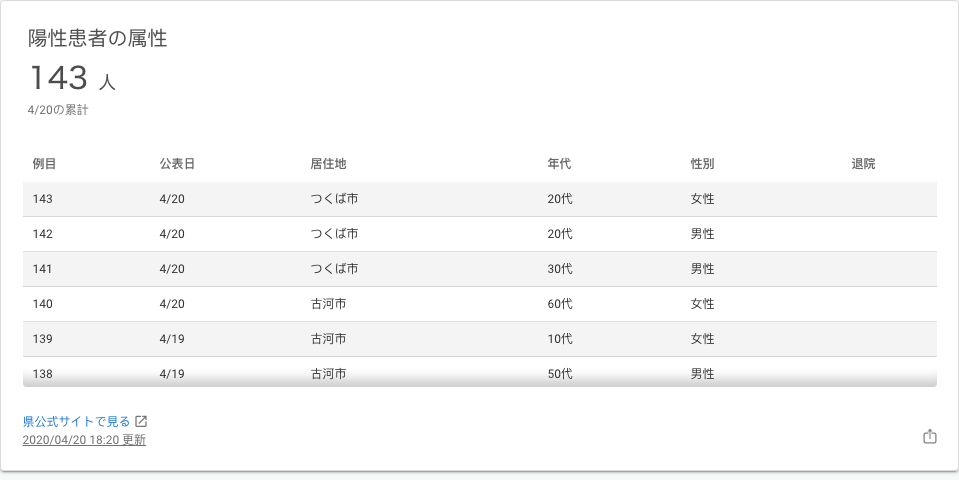 陽性患者の属性
143 人
4/20の累計
例目 公表日 居住地 年代 性別 退院
143 4/20 つくば市 20代 女性
142 4/20 つくば市 20代 男性
141 4/20 つくば市 30代 男性
140 4/20 古河市 60代 女性
139 4/19 古河市 10代 女性
138 4/19 古河市 50代 男性
県公式サイトで見る
2020/04/20 18:20 更新